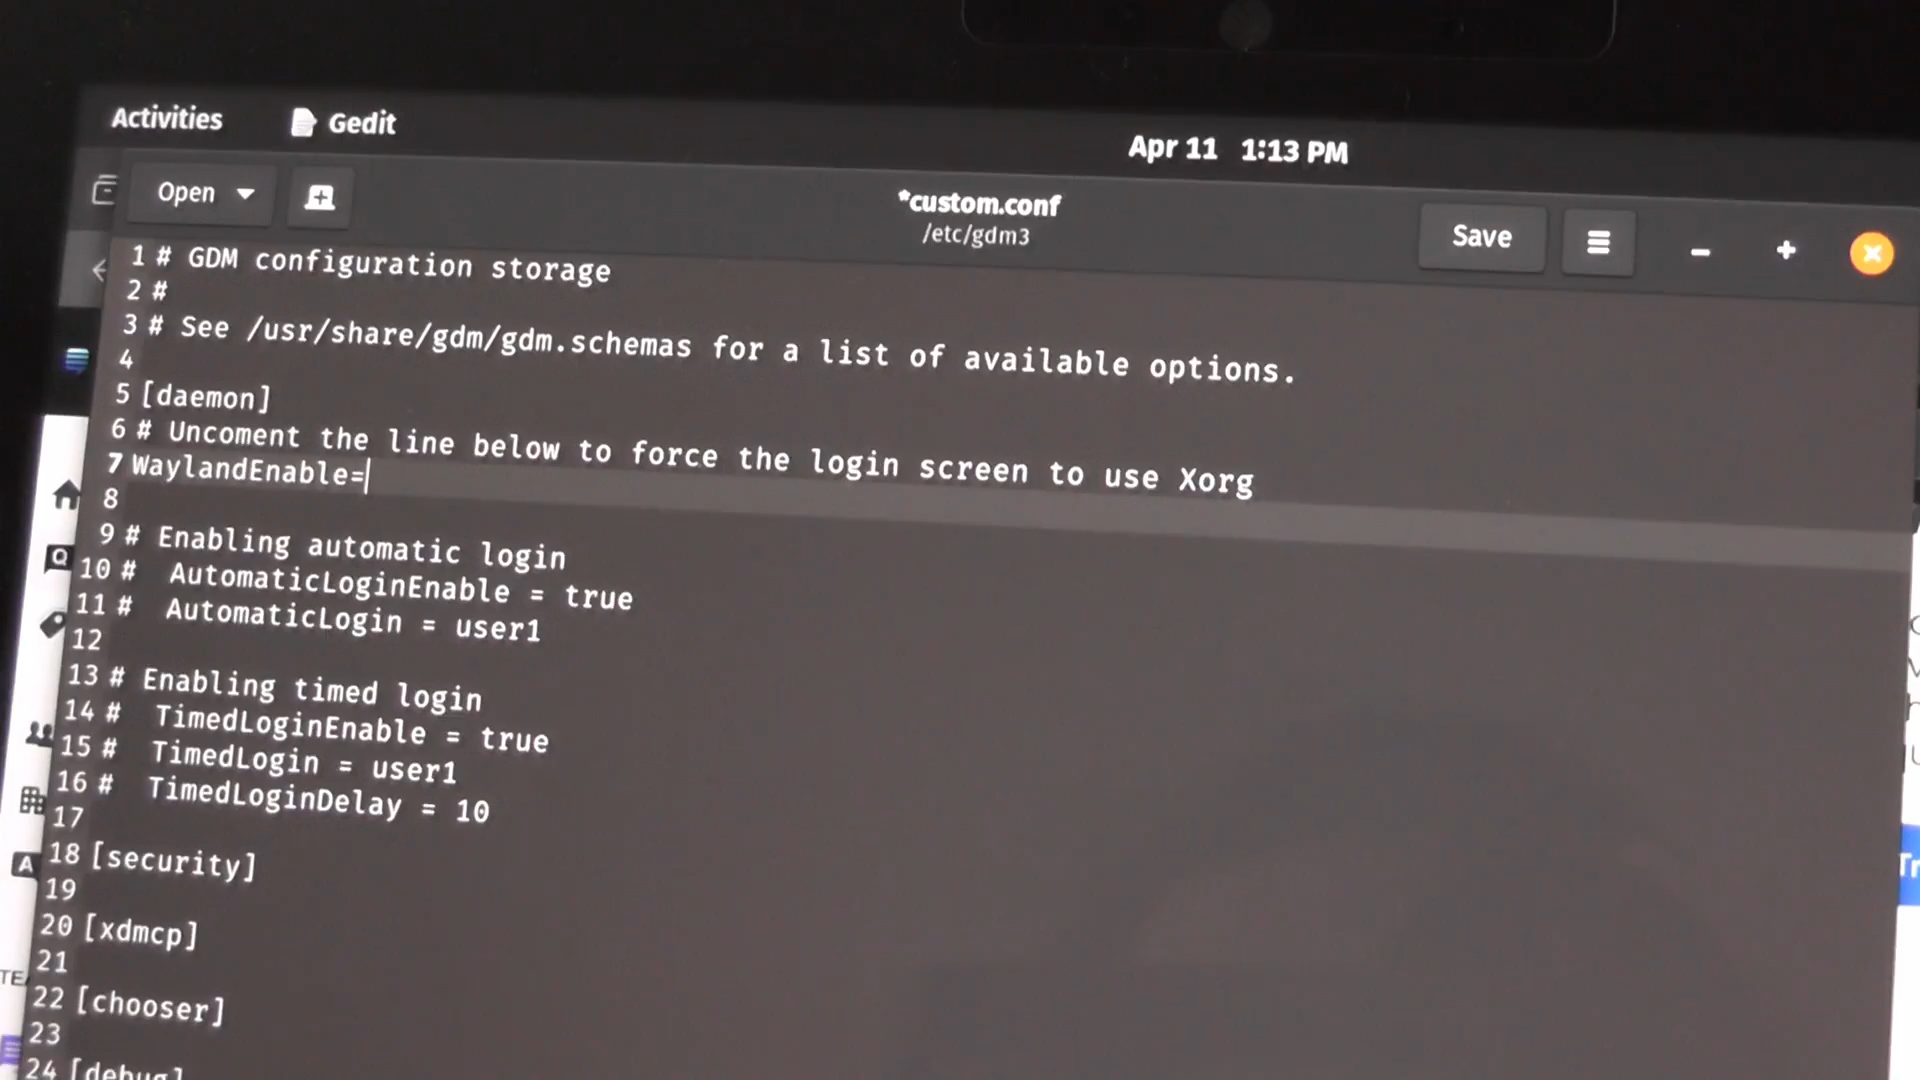 Activities Gedit Apr 11 1:13 PM
Open *custom.conf Save
/etc/gdm3
1 # GDM configuration storage
2 #
3 # See /usr/share/gdm/gdm.schemas for a list of available options.
4
5 [daemon]
6 # Uncoment the line below to force the login screen to use Xorg
7 WaylandEnable=
8
9 # Enabling automatic login
10 # AutomaticLoginEnable = true
11 # AutomaticLogin = user1
12
13 # Enabling timed login
14 # TimedLoginEnable = true
15 # TimedLogin = user1
16 # TimedLoginDelay = 10
17
18 [security]
19
20 [xdmcp]
21
22 [chooser]
23
24 [debug]
Q
A
TE
Tr